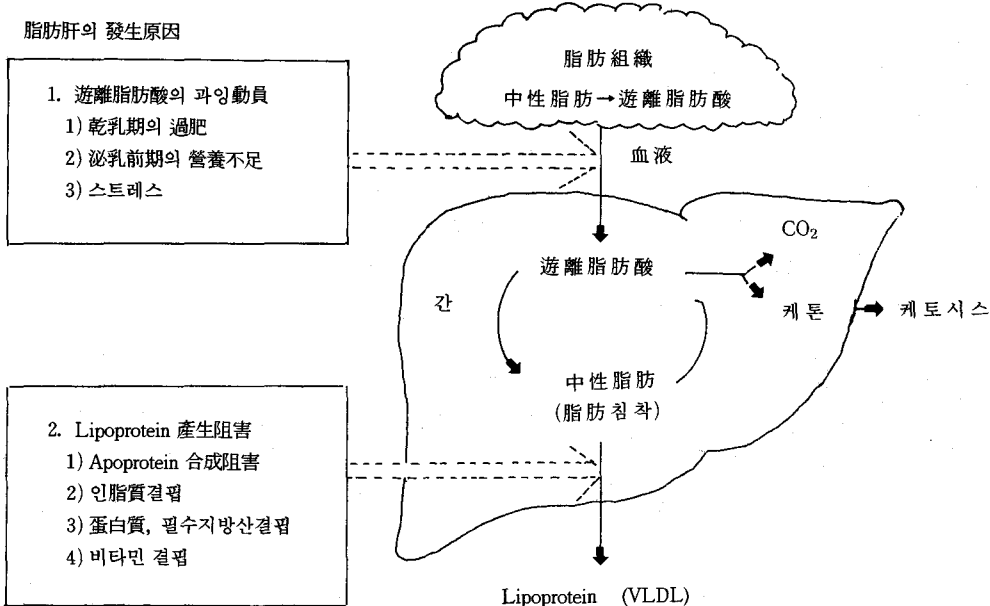 脂肪肝의 發生原因
1. 遊離脂肪酸의 과잉動員
1) 乾乳期의 過肥
2) 泌乳前期의 營養不足
3) 스트레스
脂肪組織
中性脂肪→遊離脂肪酸
血液
CO₂
遊離脂肪酸
간
케톤
케토시스
中性脂肪
(脂肪침착)
2. Lipoprotein 產生阻害
1) Apoprotein 合成阻害
2) 인脂質결핍
3) 蛋白質, 필수지방산결핍
4) 비타민 결핍
Lipoprotein (VLDL)